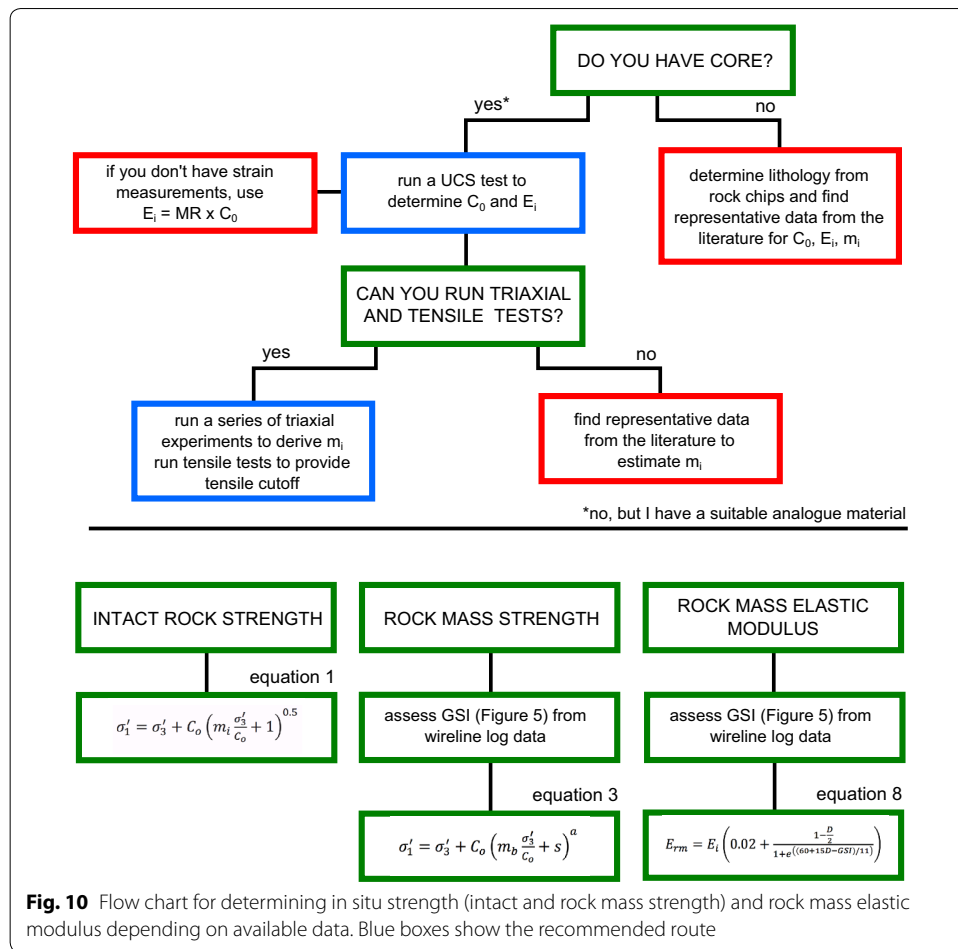 DO YOU HAVE CORE?
yes*
no
if you don't have strain
measurements, use
Eᵢ = MR x C₀
run a UCS test to
determine C₀ and Eᵢ
determine lithology from
rock chips and find
representative data from the
literature for C₀, Eᵢ, mᵢ
CAN YOU RUN TRIAXIAL
AND TENSILE TESTS?
yes
no
run a series of triaxial
experiments to derive mᵢ
run tensile tests to provide
tensile cutoff
find representative data
from the literature to
estimate mᵢ
*no, but I have a suitable analogue material
INTACT ROCK STRENGTH
equation 1
σ′₁ = σ′₃ + Cₒ (mᵢ σ′₃/Cₒ + 1)^0.5
ROCK MASS STRENGTH
assess GSI (Figure 5) from
wireline log data
equation 3
σ′₁ = σ′₃ + Cₒ (m_b σ′₃/Cₒ + s)^a
ROCK MASS ELASTIC
MODULUS
assess GSI (Figure 5) from
wireline log data
equation 8
E_rm = Eᵢ (0.02 + (1−D/2)/(1+e^((60+15D−GSI)/11)))
Fig. 10 Flow chart for determining in situ strength (intact and rock mass strength) and rock mass elastic
modulus depending on available data. Blue boxes show the recommended route